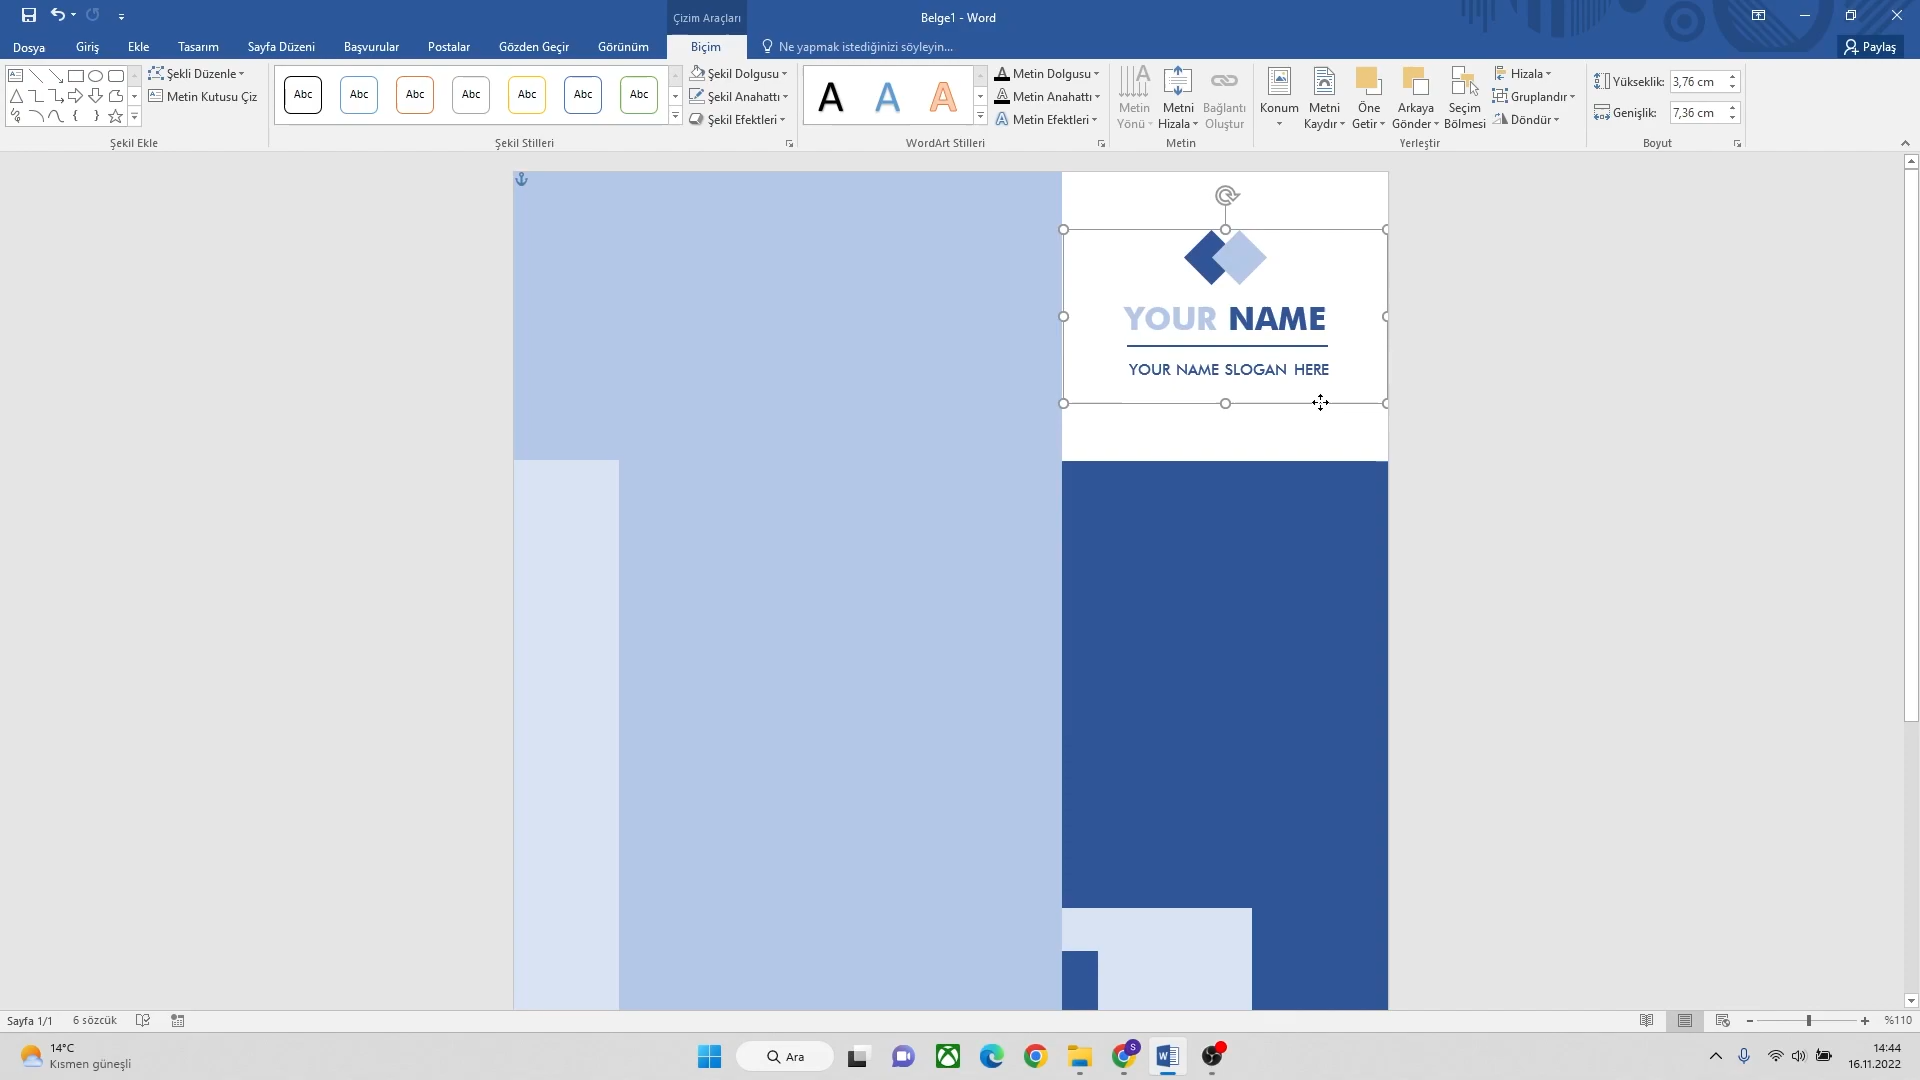 Çizim Araçları
Belge1 - Word
Dosya
Giriş
Ekle
Tasarım
Sayfa Düzeni
Başvurular
Postalar
Gözden Geçir
Görünüm
Biçim
Ne yapmak istediğinizi söyleyin...
Paylaş
Şekli Düzenle
Metin Kutusu Çiz
Şekil Ekle
Abc Abc Abc Abc Abc Abc Abc
Şekil Dolgusu
Şekil Anahattı
Şekil Efektleri
Şekil Stilleri
A A A
Metin Dolgusu
Metin Anahattı
Metin Efektleri
WordArt Stilleri
Metin Yönü
Metni Hizala
Bağlantı Oluştur
Metin
Konum
Metni Kaydır
Öne Getir
Arkaya Gönder
Seçim Bölmesi
Hizala
Gruplandır
Döndür
Yerleştir
Yükseklik: 3,76 cm
Genişlik: 7,36 cm
Boyut
YOUR NAME
YOUR NAME SLOGAN HERE
Sayfa 1/1
6 sözcük
%110
14°C
Kısmen güneşli
Ara
S
14:44
16.11.2022